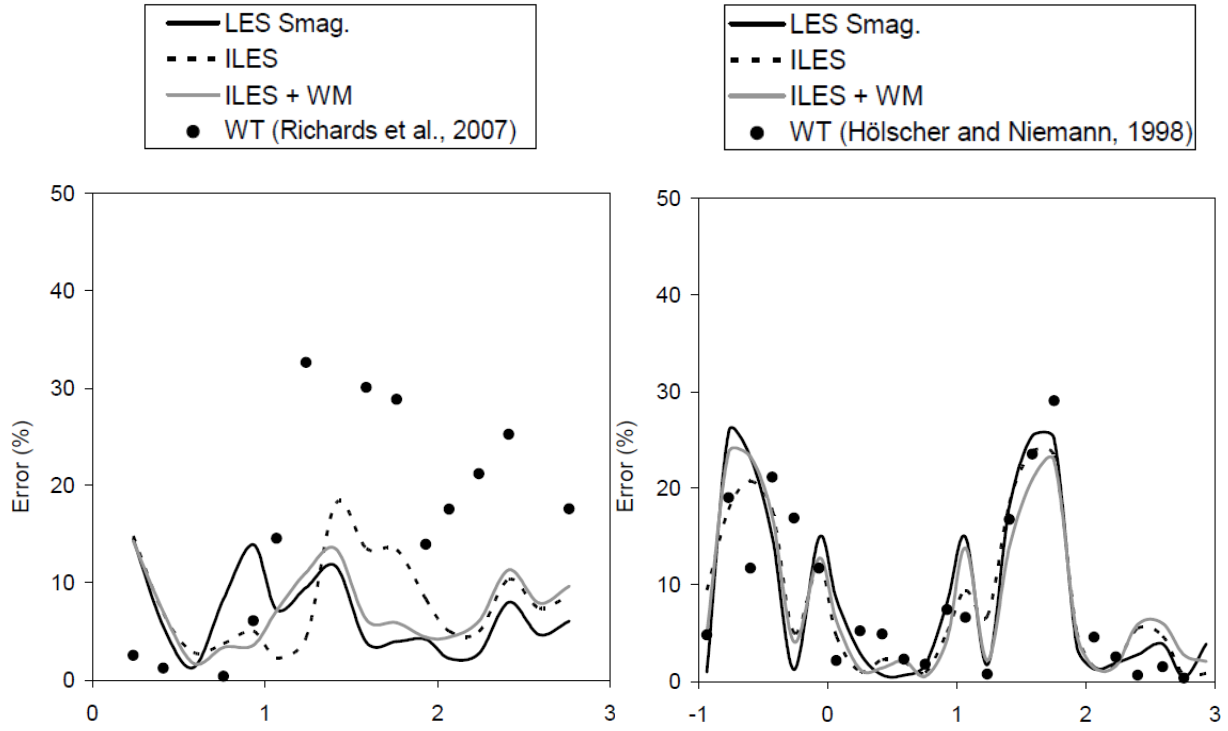 LES Smag.
ILES
ILES + WM
WT (Richards et al., 2007)
LES Smag.
ILES
ILES + WM
WT (Hölscher and Niemann, 1998)
50
40
30
20
10
0
Error (%)
0 1 2 3
50
40
30
20
10
0
Error (%)
-1 0 1 2 3